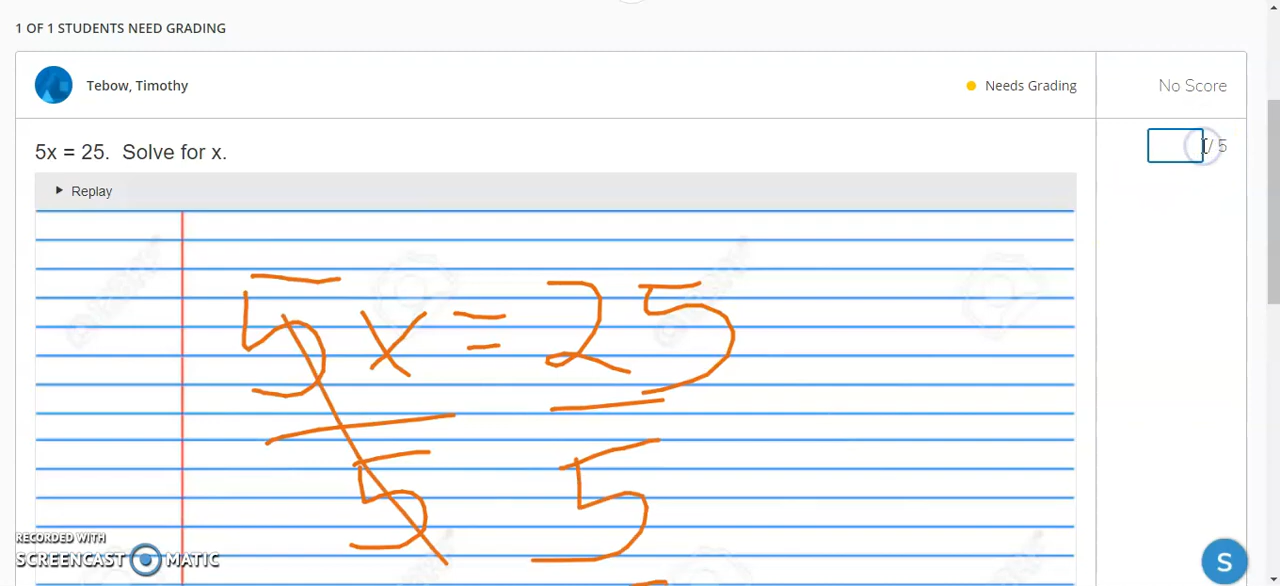 1 OF 1 STUDENTS NEED GRADING
Tebow, Timothy
Needs Grading
No Score
/ 5
5x = 25. Solve for x.
Replay
5x = 25
5 5
RECORDED WITH
SCREENCAST MATIC
S